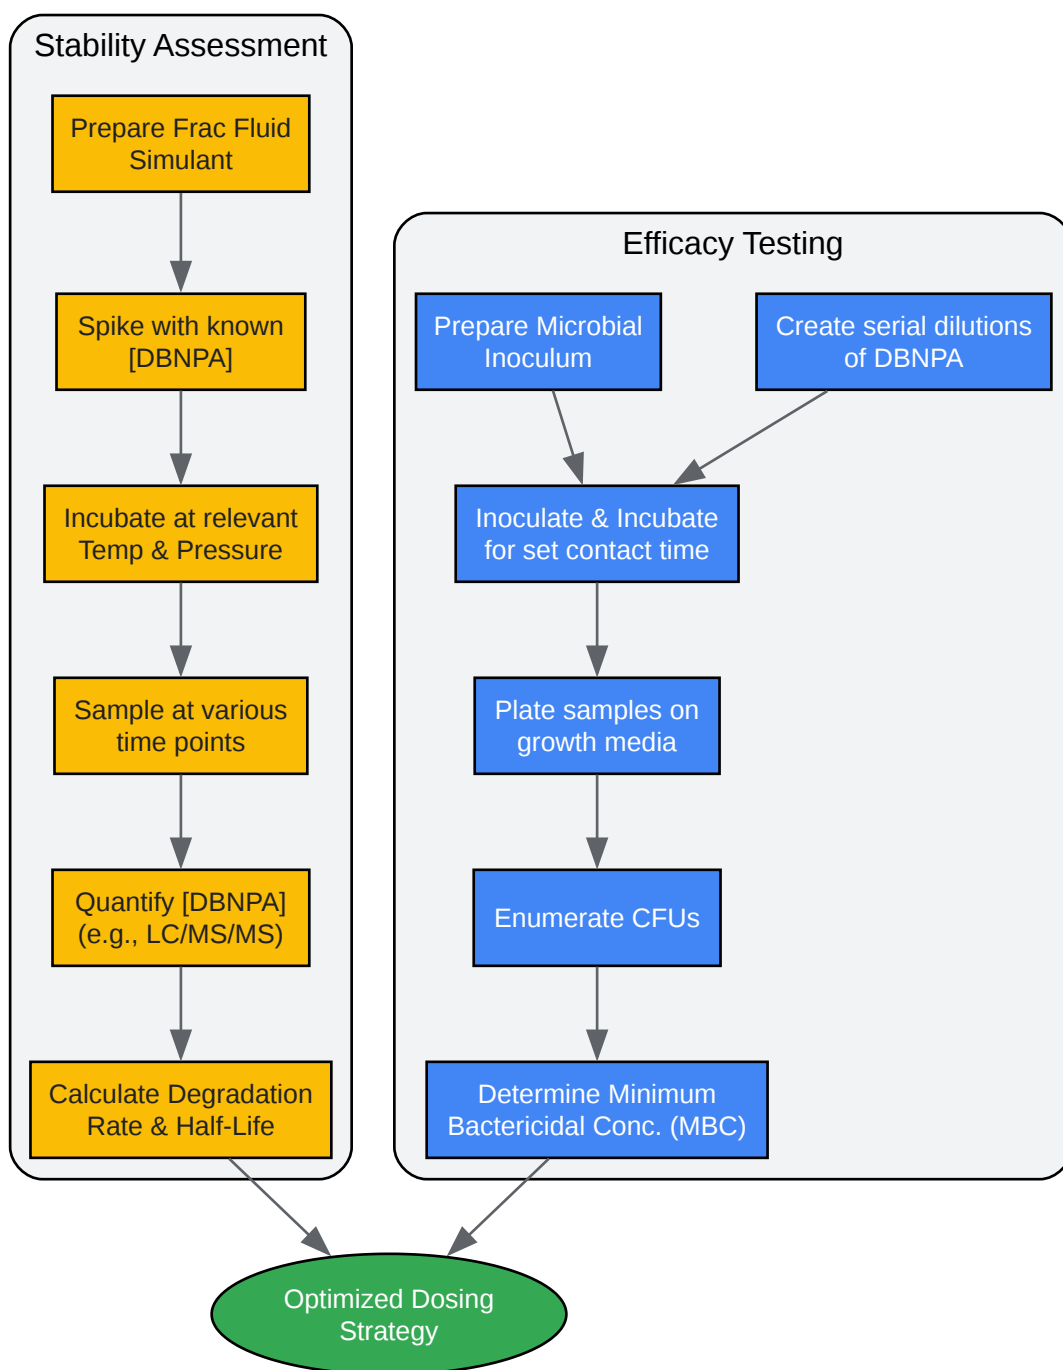 Stability Assessment
Prepare Frac Fluid
Simulant
Spike with known
[DBNPA]
Incubate at relevant
Temp & Pressure
Sample at various
time points
Quantify [DBNPA]
(e.g., LC/MS/MS)
Calculate Degradation
Rate & Half-Life
Efficacy Testing
Prepare Microbial
Inoculum
Create serial dilutions
of DBNPA
Inoculate & Incubate
for set contact time
Plate samples on
growth media
Enumerate CFUs
Determine Minimum
Bactericidal Conc. (MBC)
Optimized Dosing
Strategy